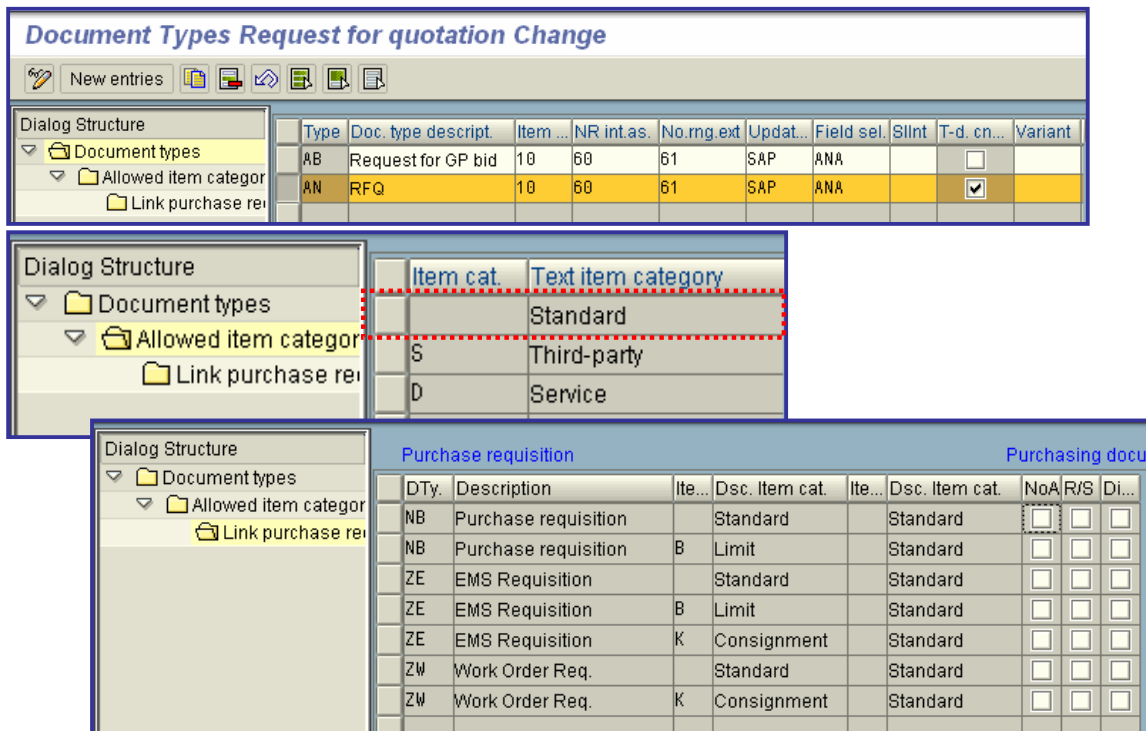 Document Types Request for quotation Change
New entries
Dialog Structure
Document types
Allowed item categor
Link purchase re
Type Doc. type descript. Item ... NR int.as. No.rng.ext Updat... Field sel. SlInt T-d. cn... Variant
AB Request for GP bid 10 60 61 SAP ANA
AN RFQ 10 60 61 SAP ANA
Dialog Structure
Document types
Allowed item categor
Link purchase re
Item cat. Text item category
Standard
S Third-party
D Service
Dialog Structure
Document types
Allowed item categor
Link purchase re
Purchase requisition Purchasing docu
DTy. Description Ite... Dsc. Item cat. Ite... Dsc. Item cat. NoA R/S Di...
NB Purchase requisition Standard Standard
NB Purchase requisition B Limit Standard
ZE EMS Requisition Standard Standard
ZE EMS Requisition B Limit Standard
ZE EMS Requisition K Consignment Standard
ZW Work Order Req. Standard Standard
ZW Work Order Req. K Consignment Standard